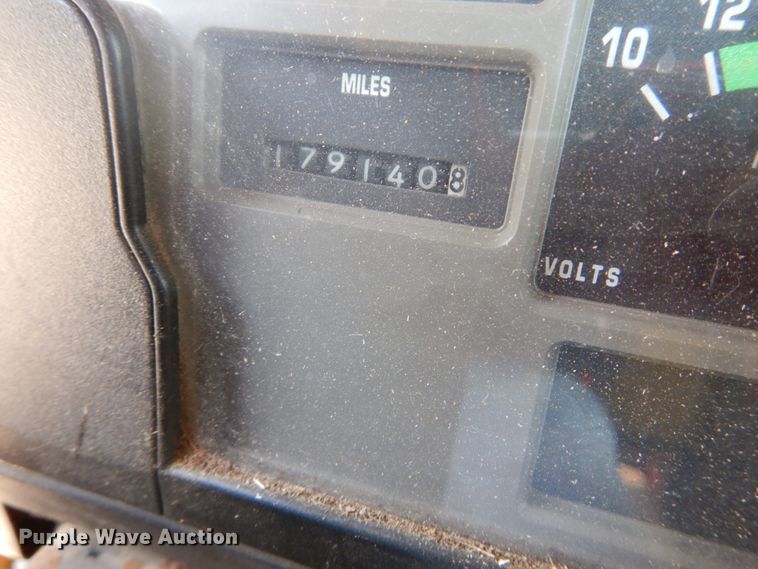 MILES
1791408
10 12
VOLTS
Purple Wave Auction